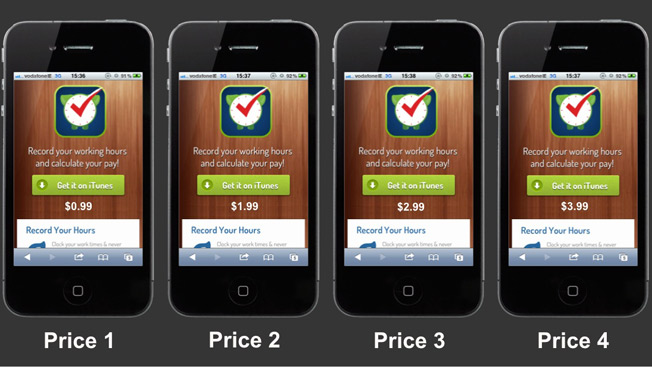 vodafoneIE 3G 15:36 91%
Record your working hours
and calculate your pay!
Get it on iTunes
$0.99
Record Your Hours
Clock your work times & never
Price 1
vodafoneIE 3G 15:37 92%
Record your working hours
and calculate your pay!
Get it on iTunes
$1.99
Record Your Hours
Clock your work times & never
Price 2
vodafoneIE 3G 15:38 92%
Record your working hours
and calculate your pay!
Get it on iTunes
$2.99
Record Your Hours
Clock your work times & never
Price 3
vodafoneIE 3G 15:37 92%
Record your working hours
and calculate your pay!
Get it on iTunes
$3.99
Record Your Hours
Clock your work times & never
Price 4